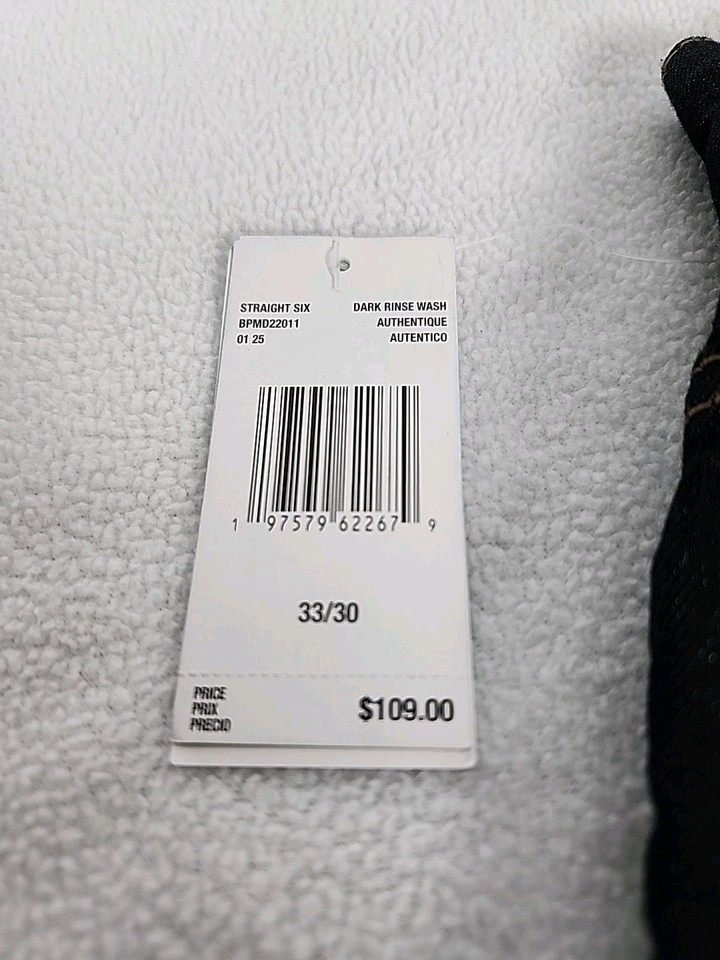 STRAIGHT SIX DARK RINSE WASH
BPMD22011 AUTHENTIQUE
01 25 AUTENTICO
1 97579 62267 9
33/30
PRICE
PRIX $109.00
PRECIO